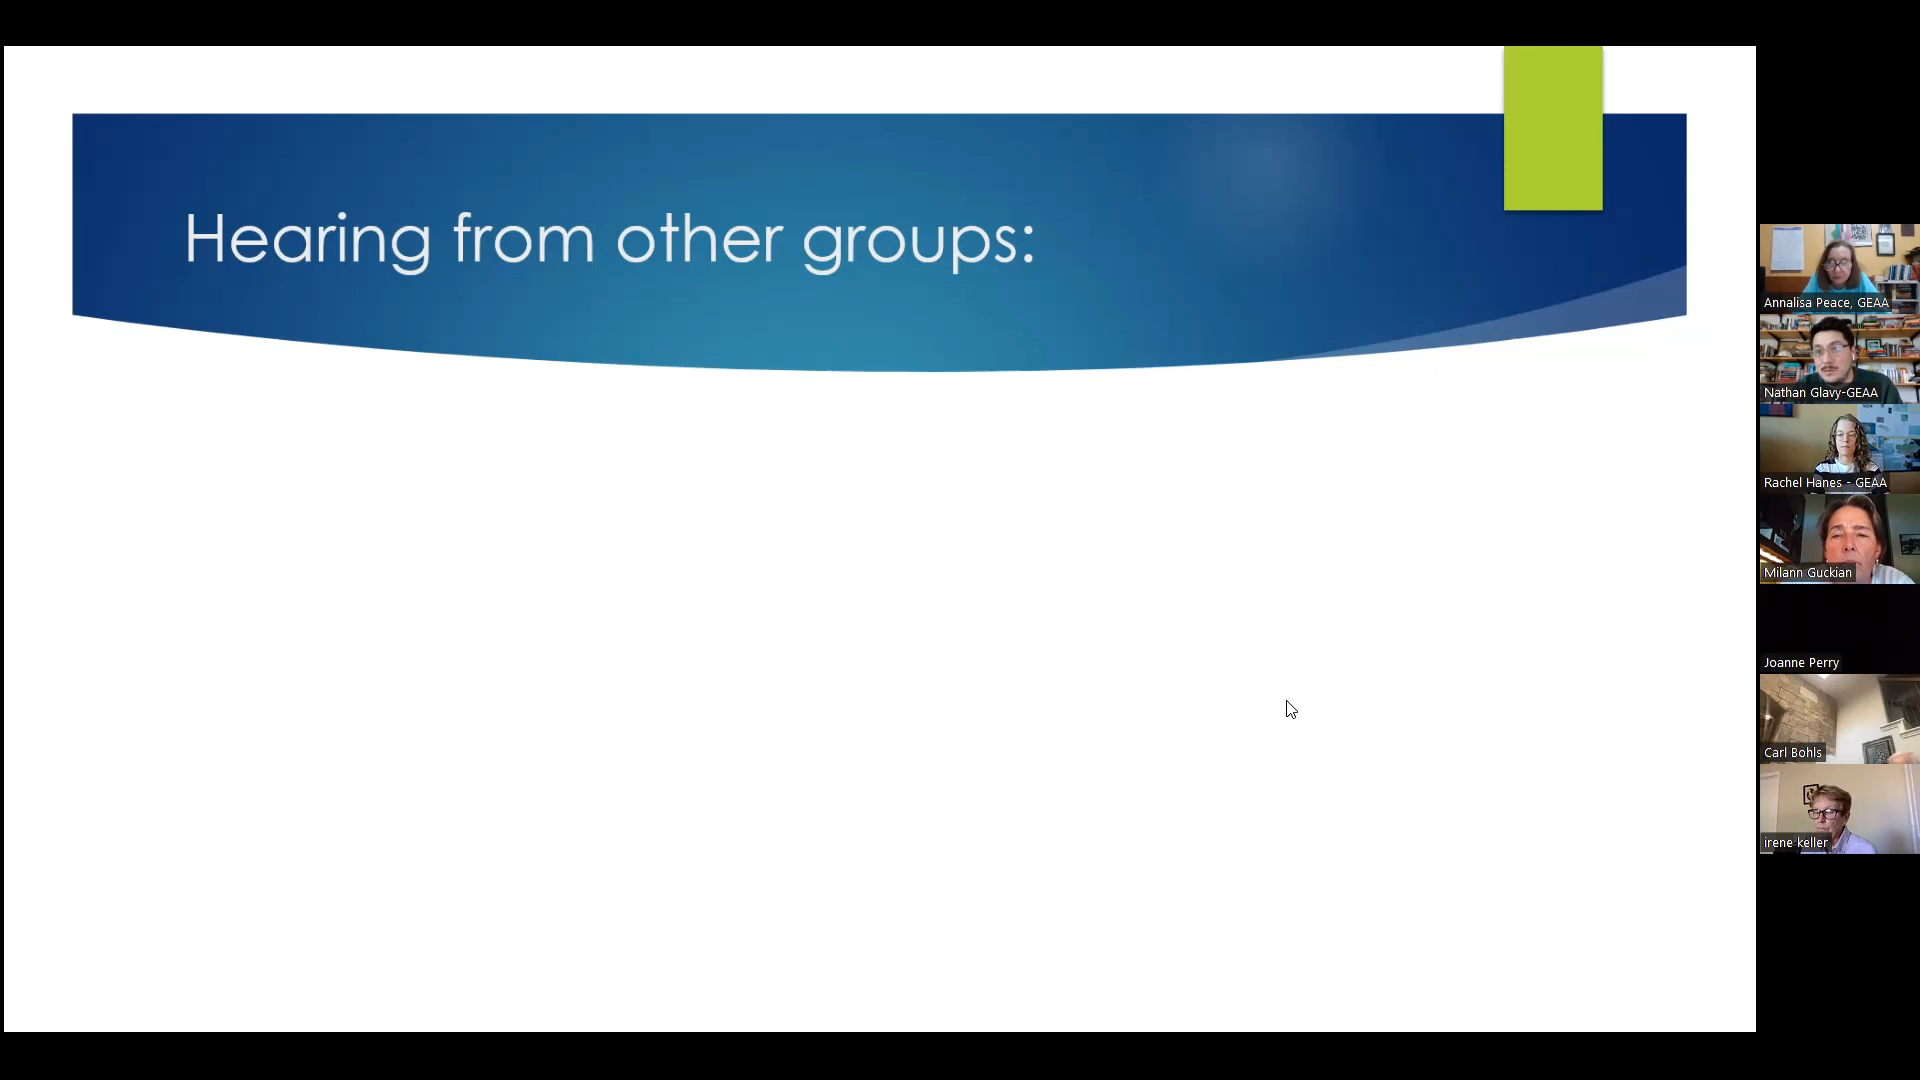 Hearing from other groups:
Annalisa Peace, GEAA
Nathan Glavy-GEAA
Rachel Hanes - GEAA
Milann Guckian
Joanne Perry
Carl Bohls
irene keller